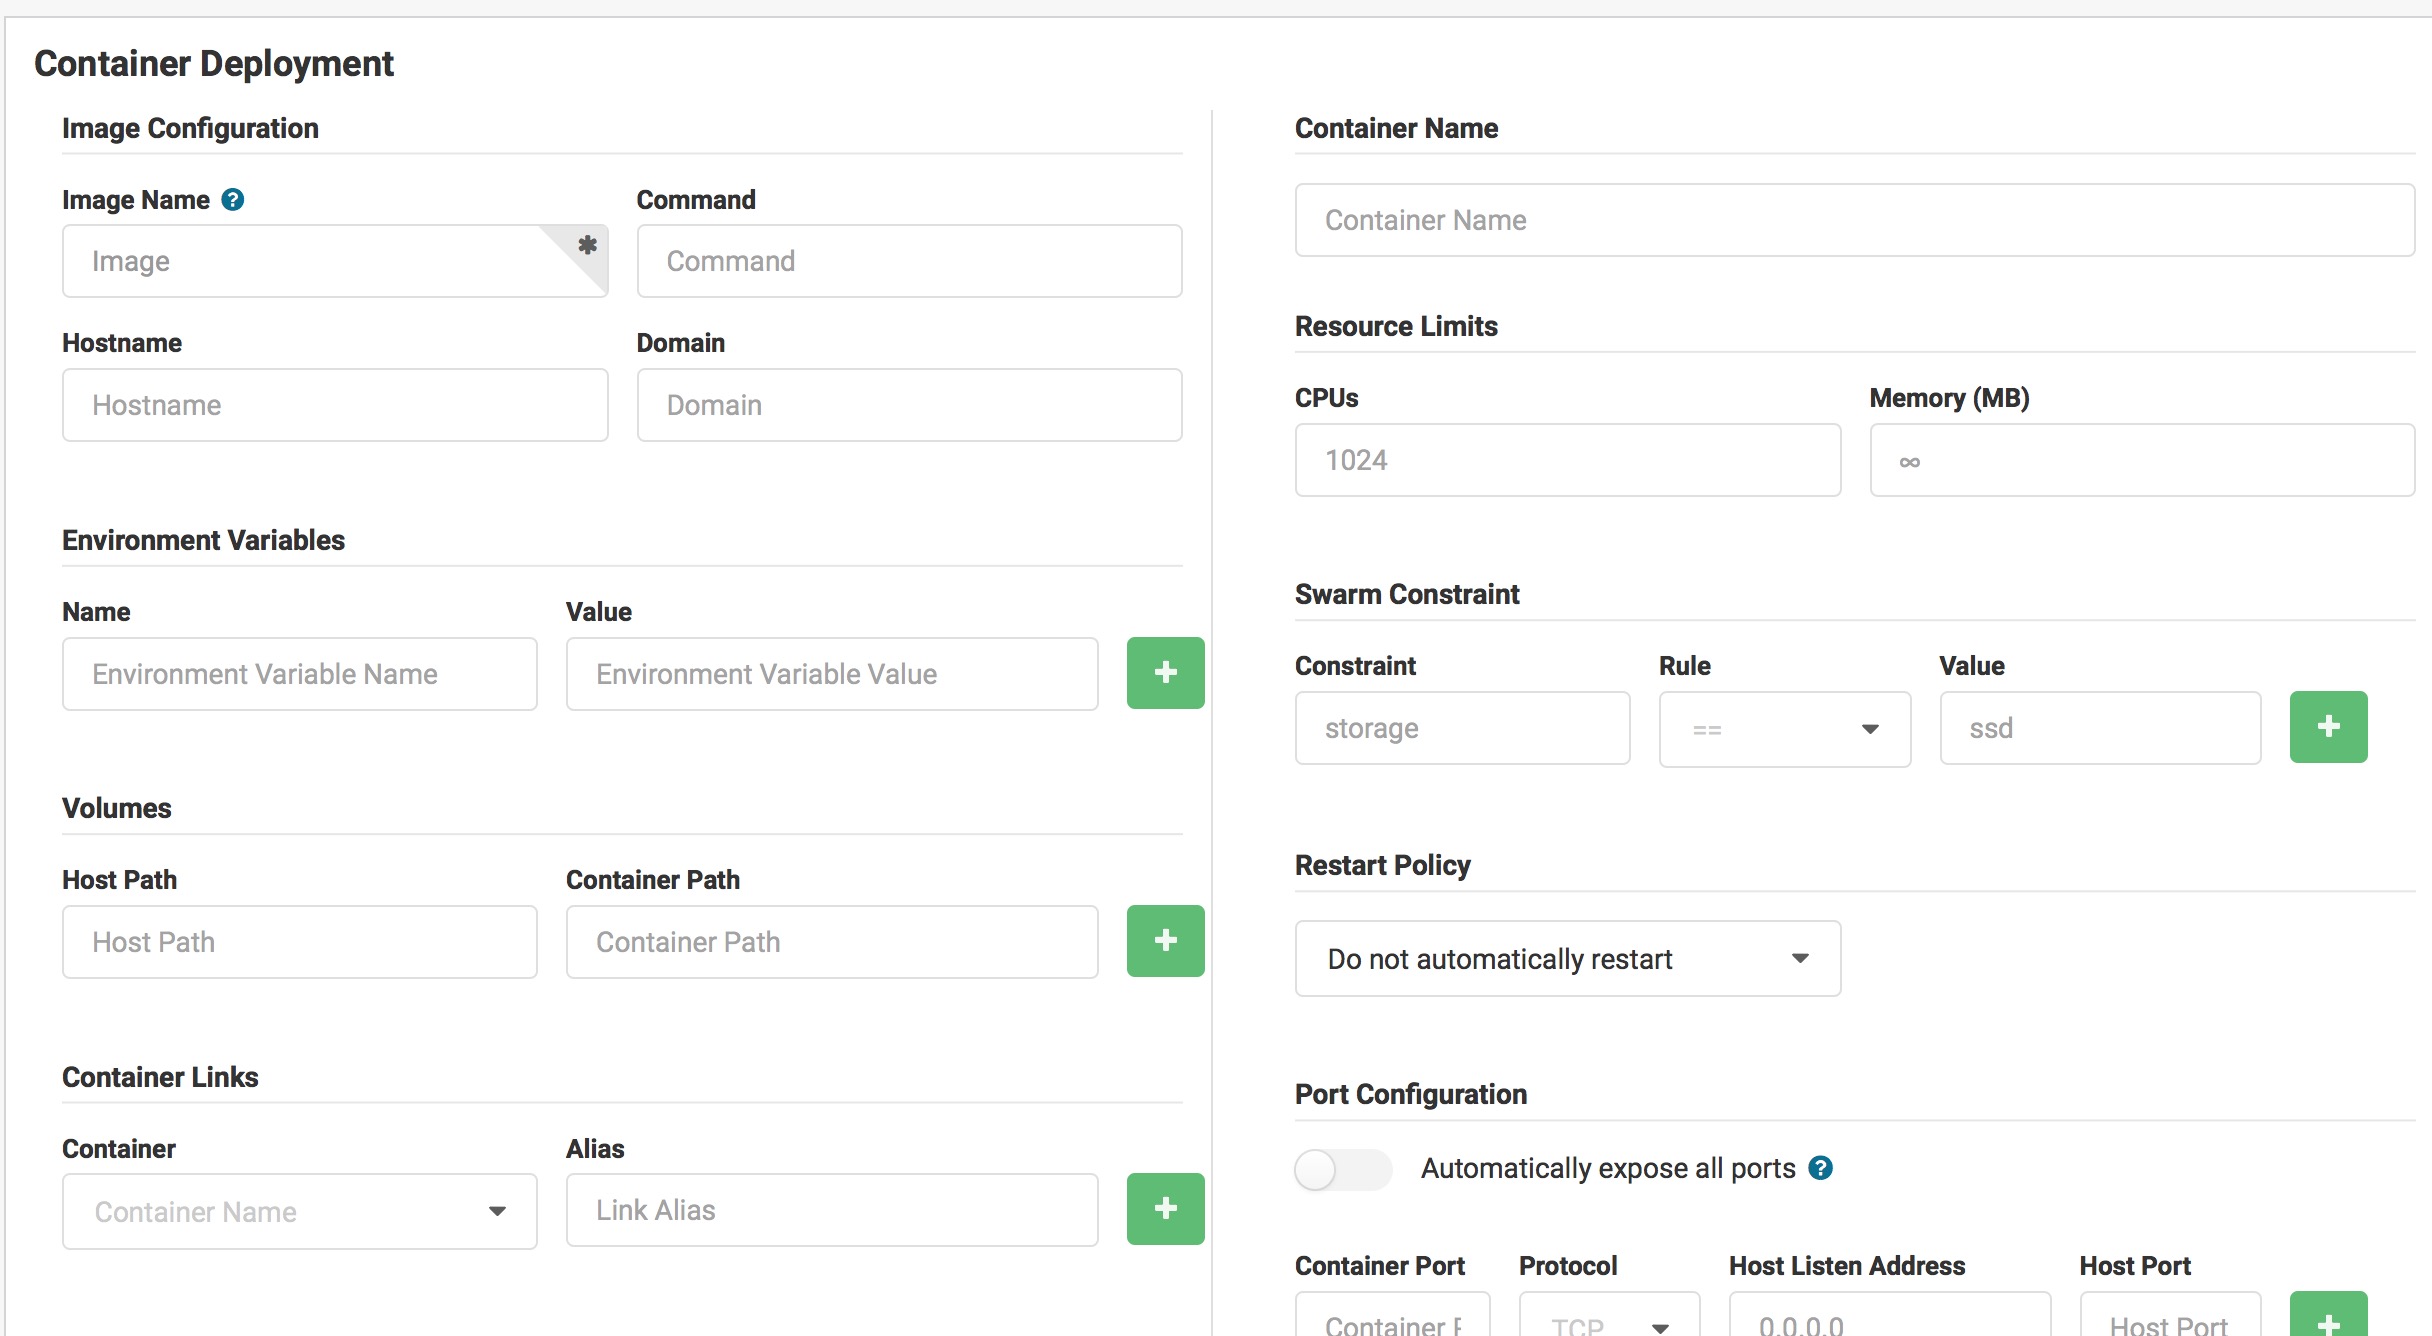 Container Deployment
Image Configuration
Image Name ?
Command
Image *
Command
Hostname
Domain
Hostname
Domain
Environment Variables
Name
Value
Environment Variable Name
Environment Variable Value
+
Volumes
Host Path
Container Path
Host Path
Container Path
+
Container Links
Container
Alias
Container Name
Link Alias
+
Container Name
Container Name
Resource Limits
CPUs
Memory (MB)
1024
∞
Swarm Constraint
Constraint
Rule
Value
storage
==
ssd
+
Restart Policy
Do not automatically restart
Port Configuration
Automatically expose all ports ?
Container Port
Protocol
Host Listen Address
Host Port
Container
TCP
0.0.0.0
Host Port
+